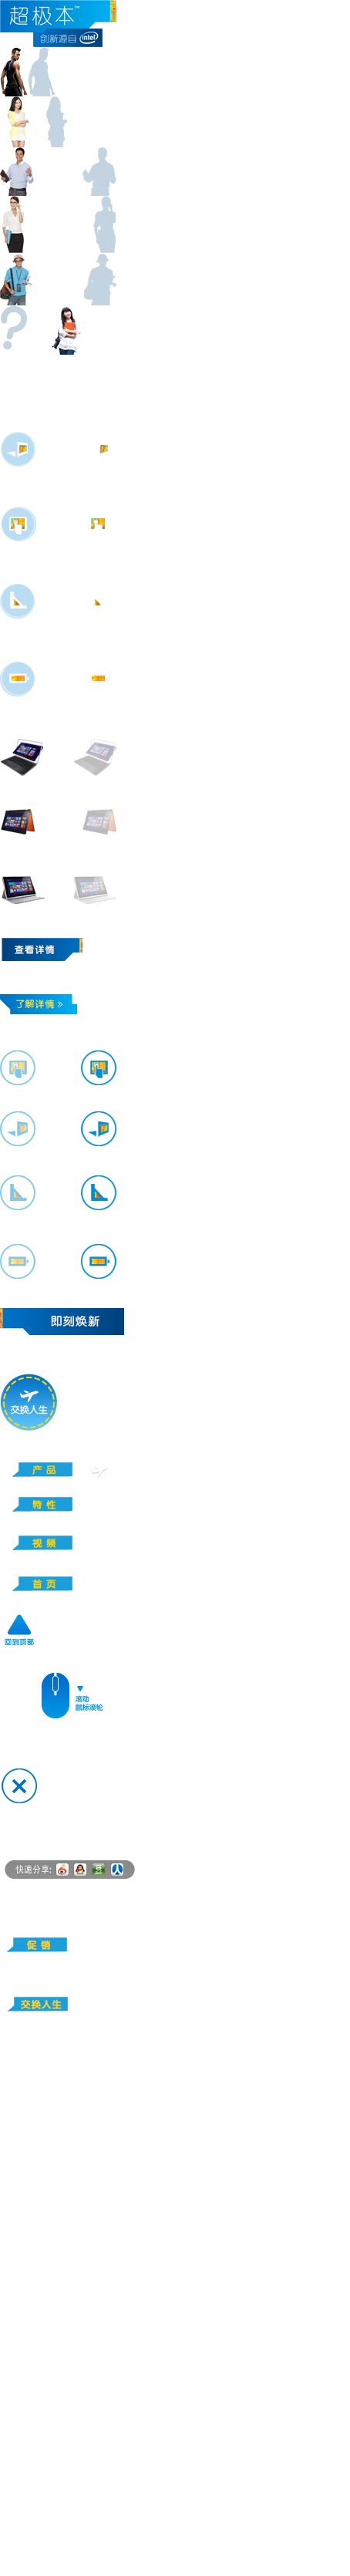 超极本™
创新源自 intel
?
查看详情
了解详情 »
即刻焕新
交换人生
产 品
特 性
视 频
首 页
回到顶部
滚动
鼠标滚轮
快速分享:
促 销
交换人生